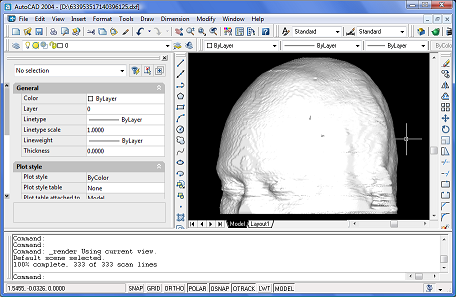 AutoCAD 2004 - [D:\633953517140396125.dxf]
File Edit View Insert Format Tools Draw Dimension Modify Window Help
Standard Standard
0 ByLayer ByLayer ByLayer ByColor
No selection
General
Color ByLayer
Layer 0
Linetype ByLayer
Linetype scale 1.0000
Lineweight ByLayer
Thickness 0.0000
Plot style
Plot style ByColor
Plot style table None
Plot table attached to Model
Model Layout1
Command:
Command:
Command: _render Using current view.
Default scene selected.
100% complete. 333 of 333 scan lines
Command:
1.5455, -0.0326, 0.0000 SNAP GRID ORTHO POLAR OSNAP OTRACK LWT MODEL